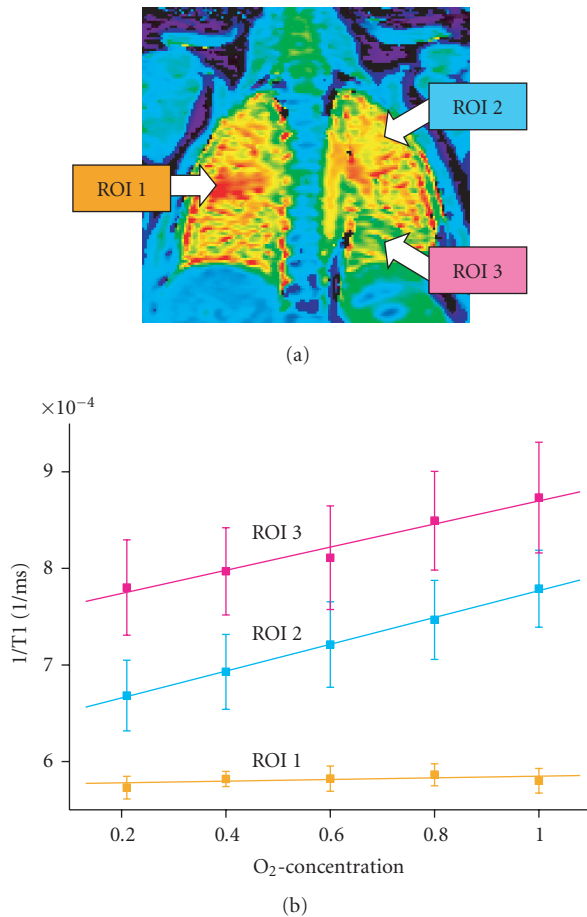 ROI 2
ROI 1
ROI 3
(a)
×10⁻⁴
9
8
7
6
1/T1 (1/ms)
ROI 3
ROI 2
ROI 1
0.2 0.4 0.6 0.8 1
O₂-concentration
(b)